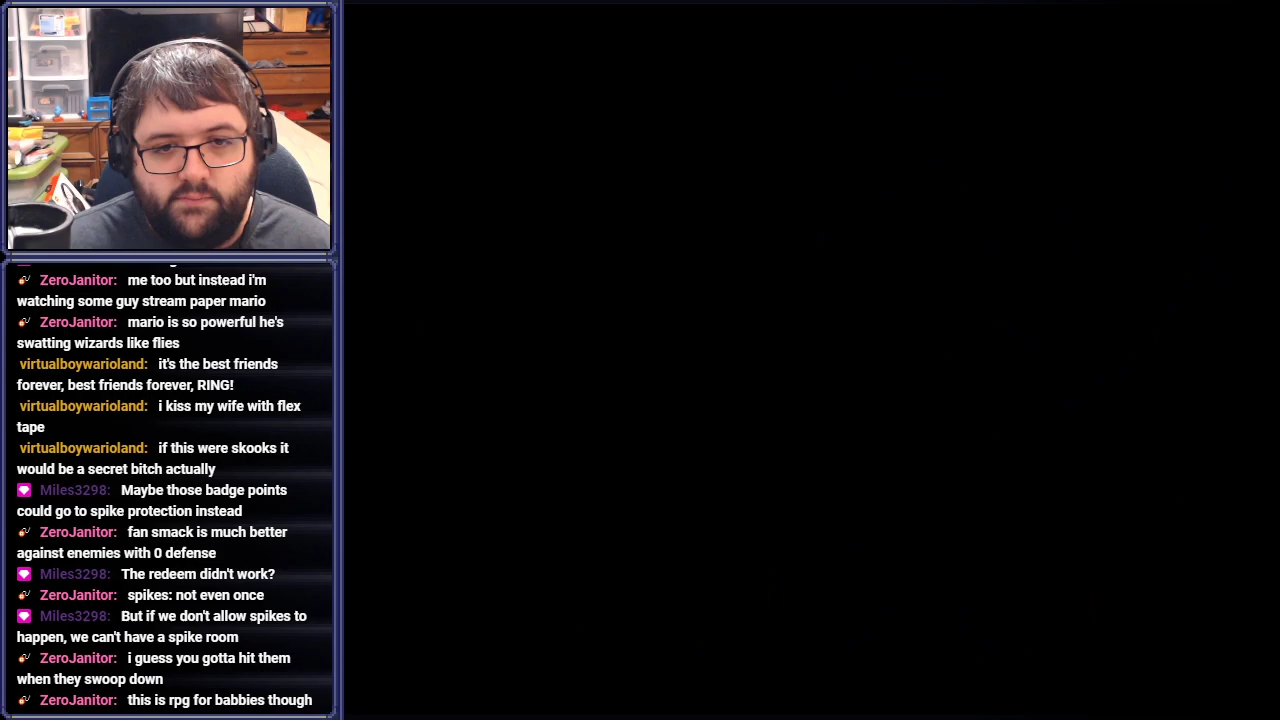 ZeroJanitor: me too but instead i'm
watching some guy stream paper mario
ZeroJanitor: mario is so powerful he's
swatting wizards like flies
virtualboywarioland: it's the best friends
forever, best friends forever, RING!
virtualboywarioland: i kiss my wife with flex
tape
virtualboywarioland: if this were skooks it
would be a secret bitch actually
Miles3298: Maybe those badge points
could go to spike protection instead
ZeroJanitor: fan smack is much better
against enemies with 0 defense
Miles3298: The redeem didn't work?
ZeroJanitor: spikes: not even once
Miles3298: But if we don't allow spikes to
happen, we can't have a spike room
ZeroJanitor: i guess you gotta hit them
when they swoop down
ZeroJanitor: this is rpg for babbies though